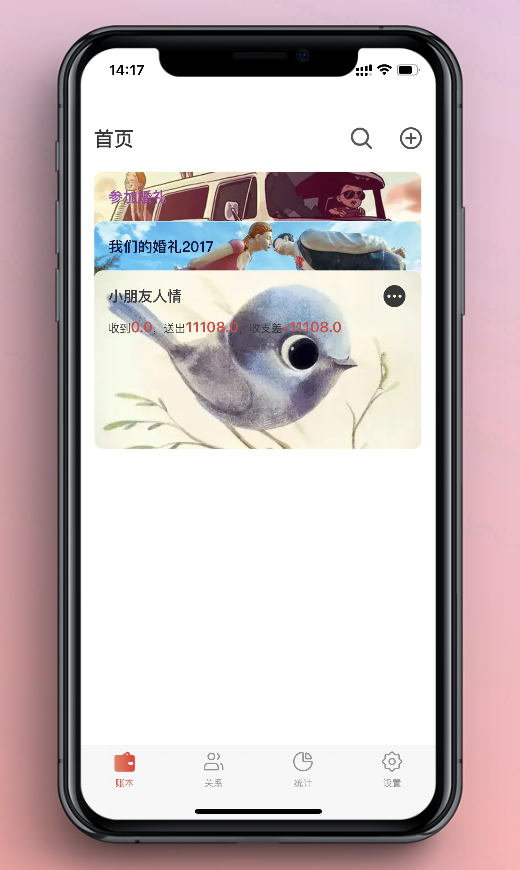 14:17
首页
参加婚礼
我们的婚礼2017
小朋友人情
收到0.0，送出11108.0，收支差-11108.0
账本 关系 统计 设置